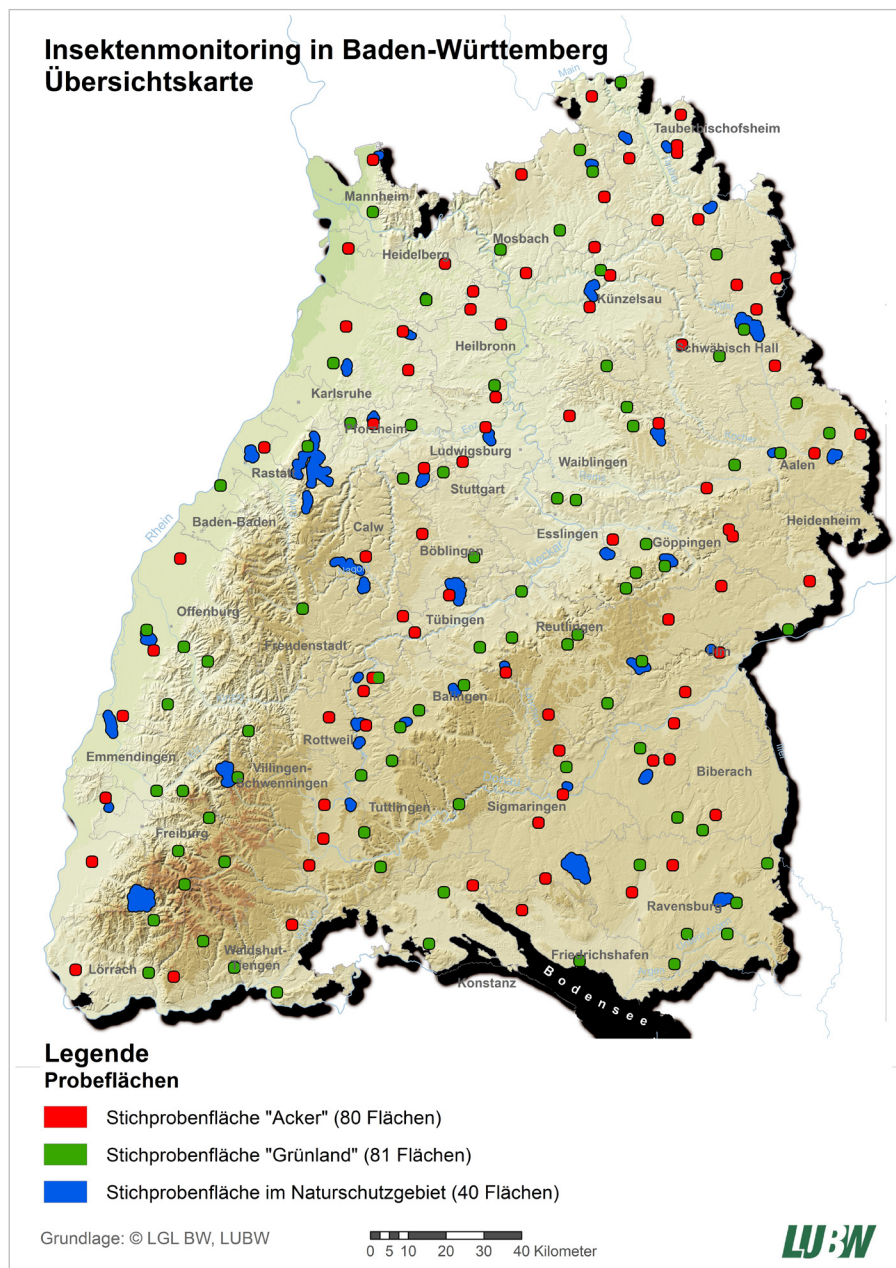 Insektenmonitoring in Baden-Württemberg
Übersichtskarte
Main
Tauberbischofsheim
Mannheim
Mosbach
Heidelberg
Künzelsau
Heilbronn
Schwäbisch Hall
Karlsruhe
Pforzheim
Ludwigsburg
Waiblingen
Aalen
Rastatt
Stuttgart
Rhein
Baden-Baden
Calw
Böblingen
Esslingen
Neckar
Göppingen
Heidenheim
Nagold
Offenburg
Tübingen
Reutlingen
Freudenstadt
Ulm
Balingen
Rottweil
Iller
Emmendingen
Villingen-
Schwenningen
Donau
Biberach
Tuttlingen
Sigmaringen
Freiburg
Ravensburg
Waldshut-
Tiengen
Lörrach
Friedrichshafen
Konstanz
Bodensee
Legende
Probeflächen
Stichprobenfläche "Acker" (80 Flächen)
Stichprobenfläche "Grünland" (81 Flächen)
Stichprobenfläche im Naturschutzgebiet (40 Flächen)
Grundlage: © LGL BW, LUBW
0 5 10 20 30 40 Kilometer
LUBW